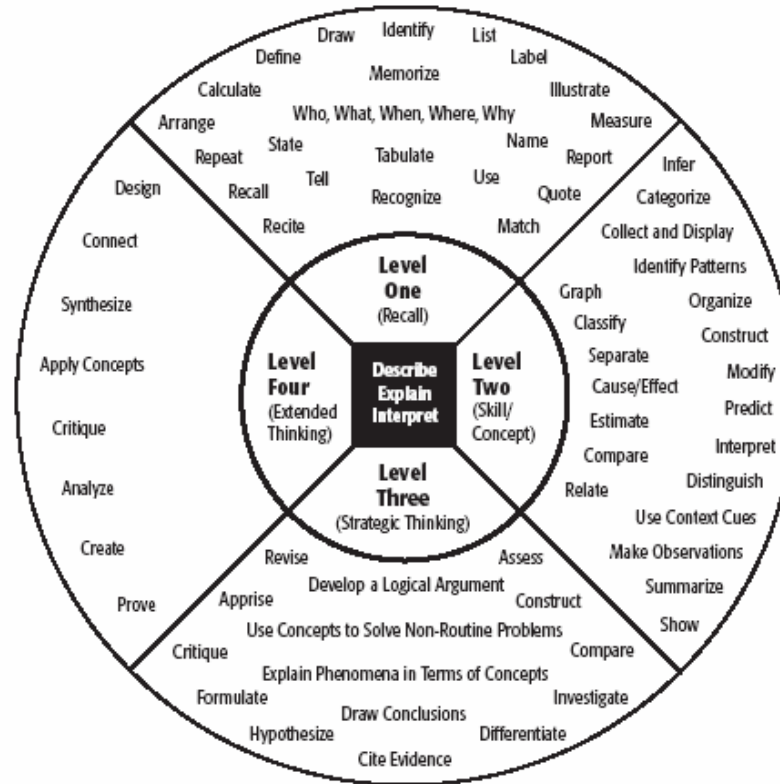 Draw
Identify
List
Define
Label
Memorize
Calculate
Illustrate
Who, What, When, Where, Why
Arrange
Measure
State
Name
Repeat
Tabulate
Report
Tell
Use
Recall
Recognize
Quote
Recite
Match
Infer
Categorize
Collect and Display
Identify Patterns
Graph
Organize
Classify
Construct
Separate
Modify
Cause/Effect
Predict
Estimate
Interpret
Compare
Distinguish
Relate
Use Context Cues
Make Observations
Summarize
Show
Level
One
(Recall)
Level
Two
(Skill/
Concept)
Level
Three
(Strategic Thinking)
Level
Four
(Extended
Thinking)
Describe
Explain
Interpret
Revise
Assess
Develop a Logical Argument
Apprise
Construct
Use Concepts to Solve Non-Routine Problems
Critique
Compare
Explain Phenomena in Terms of Concepts
Formulate
Investigate
Draw Conclusions
Hypothesize
Differentiate
Cite Evidence
Design
Connect
Synthesize
Apply Concepts
Critique
Analyze
Create
Prove